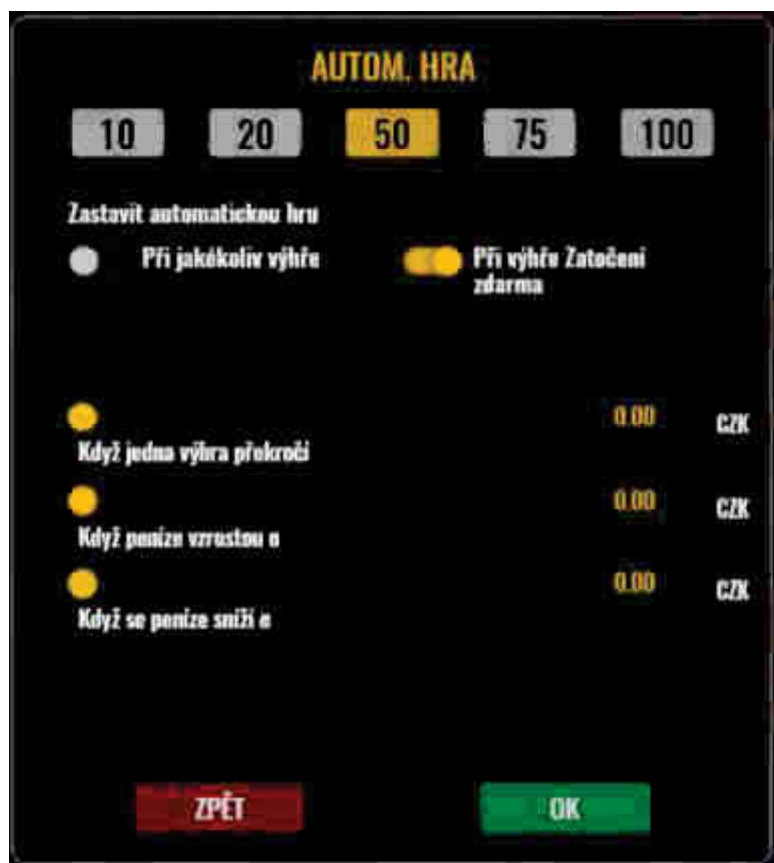 AUTOM. HRA
10 20 50 75 100
Zastavit automatickou hru
Při jakékoliv výhře
Při výhře Zatočení
zdarma
0.00 CZK
Když jedna výhra překročí
0.00 CZK
Když peníze vzrostou o
0.00 CZK
Když se peníze sníží o
ZPĚT OK